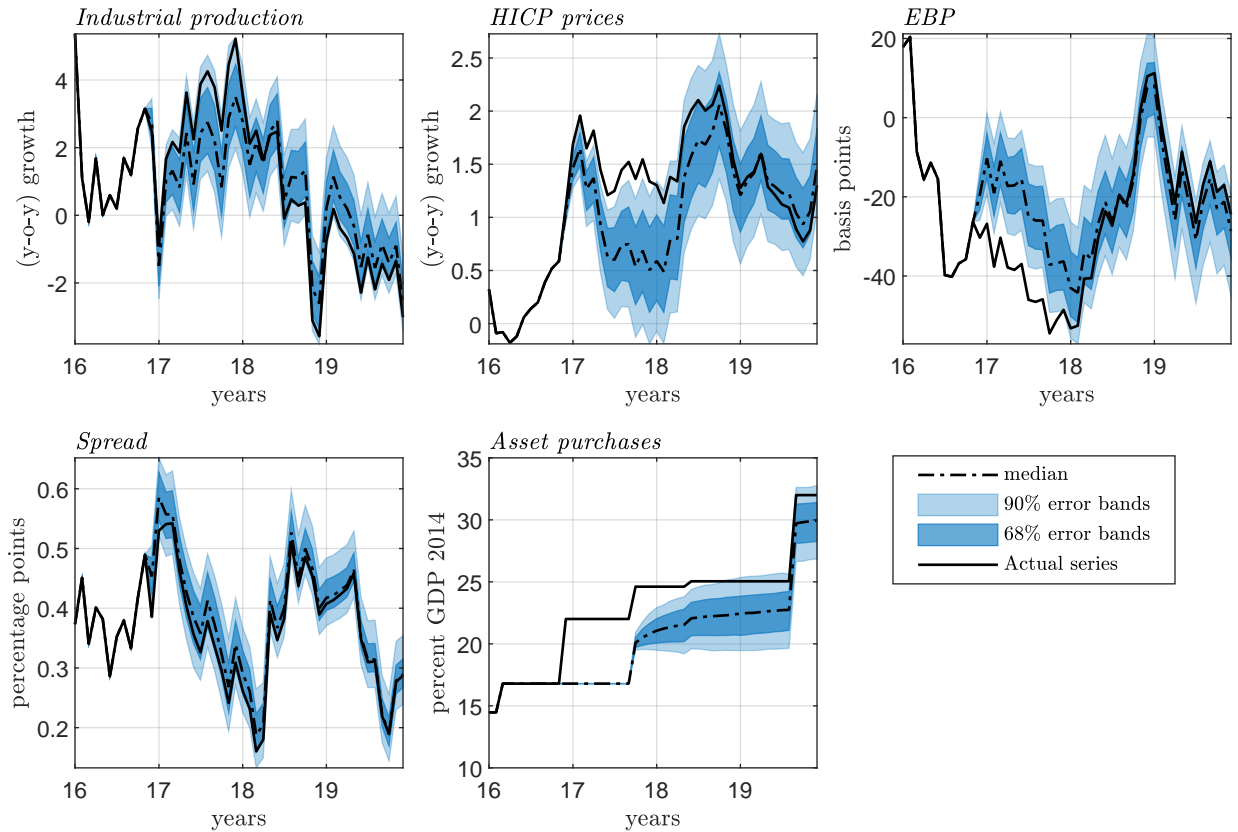 Industrial production
HICP prices
EBP
(y-o-y) growth
4
2
0
-2
16
17
18
19
years
(y-o-y) growth
2.5
2
1.5
1
0.5
0
16
17
18
19
years
basis points
20
0
-20
-40
16
17
18
19
years
Spread
Asset purchases
percentage points
0.6
0.5
0.4
0.3
0.2
16
17
18
19
years
percent GDP 2014
35
30
25
20
15
10
16
17
18
19
years
median
90% error bands
68% error bands
Actual series